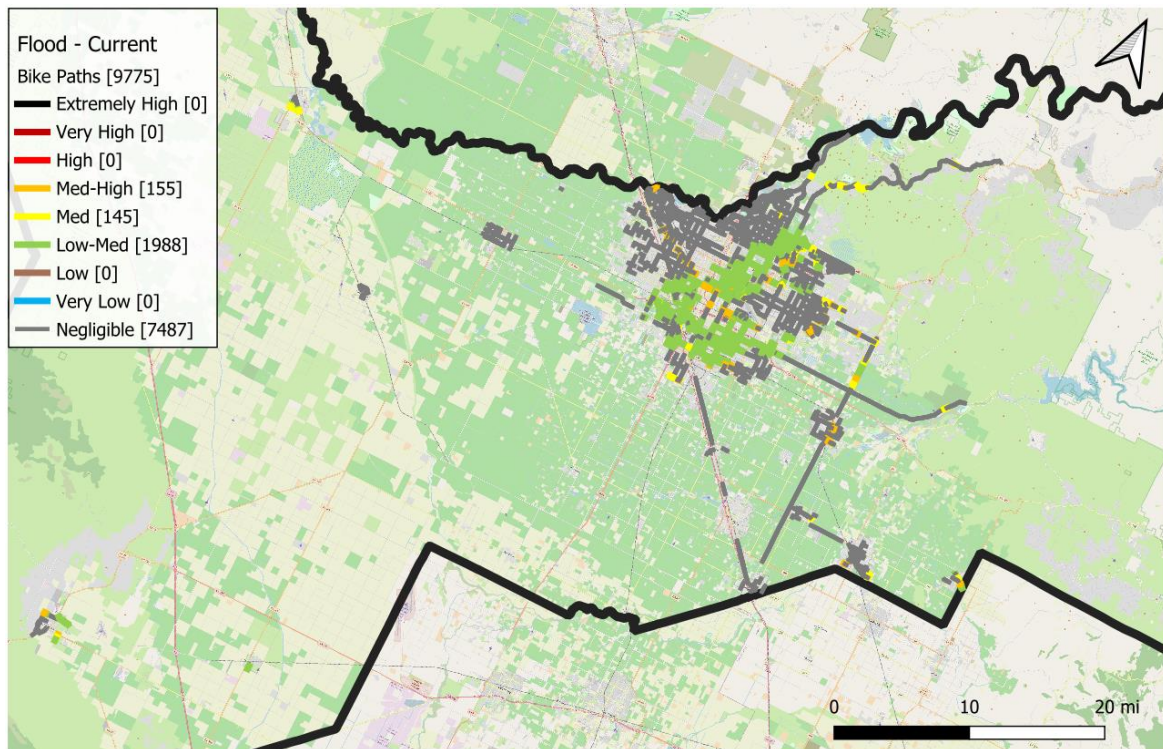 Flood - Current
Bike Paths [9775]
Extremely High [0]
Very High [0]
High [0]
Med-High [155]
Med [145]
Low-Med [1988]
Low [0]
Very Low [0]
Negligible [7487]
0 10 20 mi